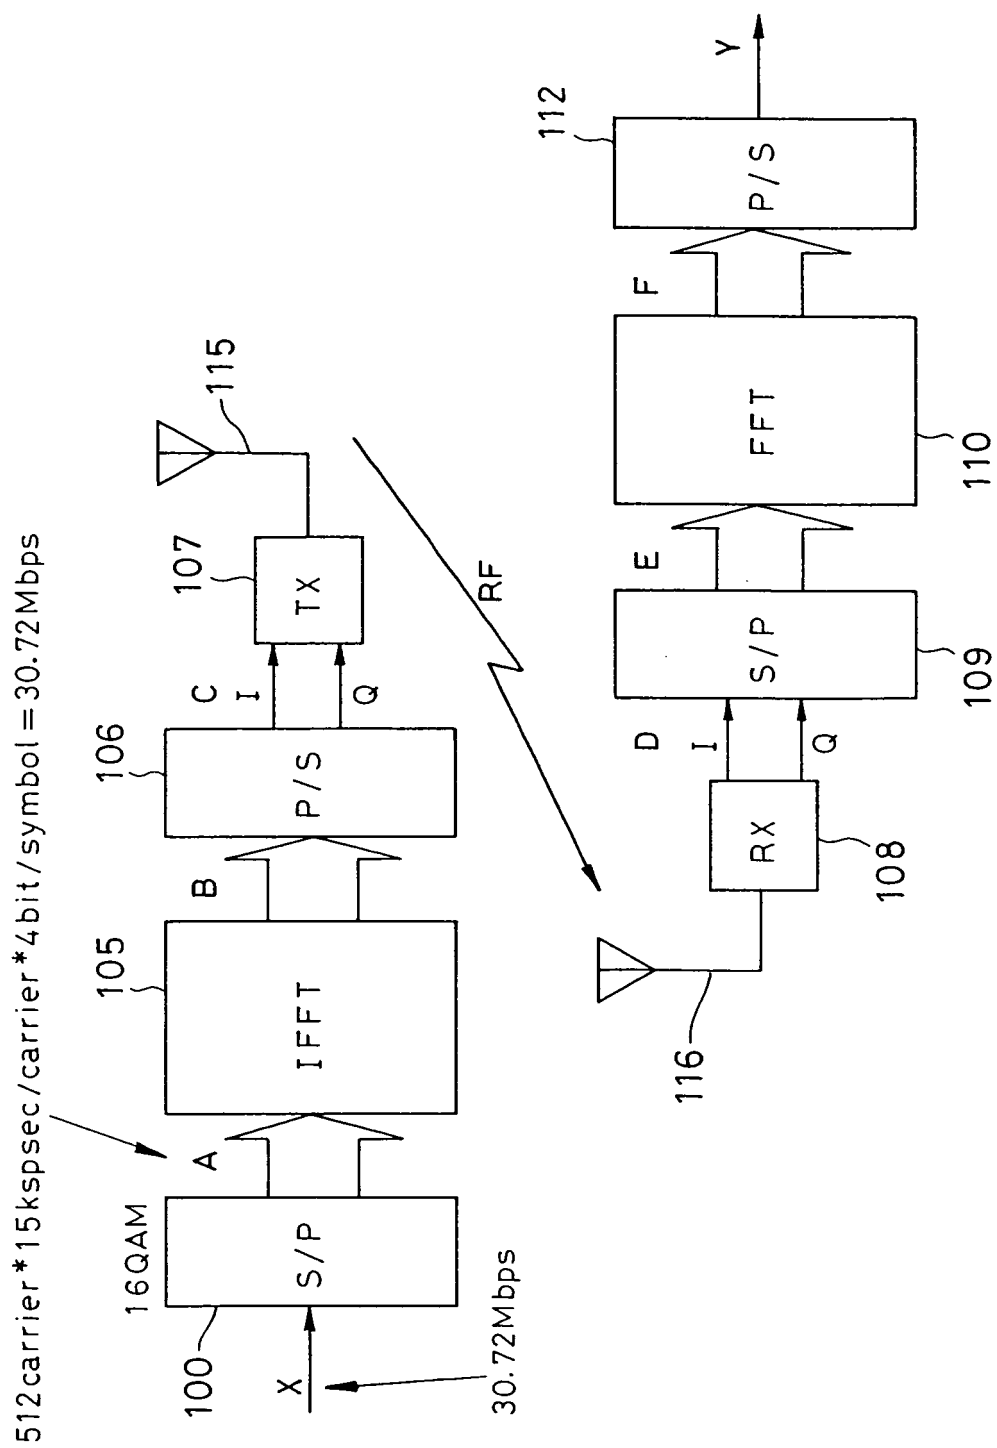 512carrier*15kspsec/carrier*4bit/symbol=30.72Mbps
16QAM
X
30.72Mbps
100
S/P
A
IFFT
105
B
P/S
106
C
I
Q
TX
107
115
RF
116
RX
108
D
I
Q
S/P
109
E
FFT
110
F
P/S
112
Y